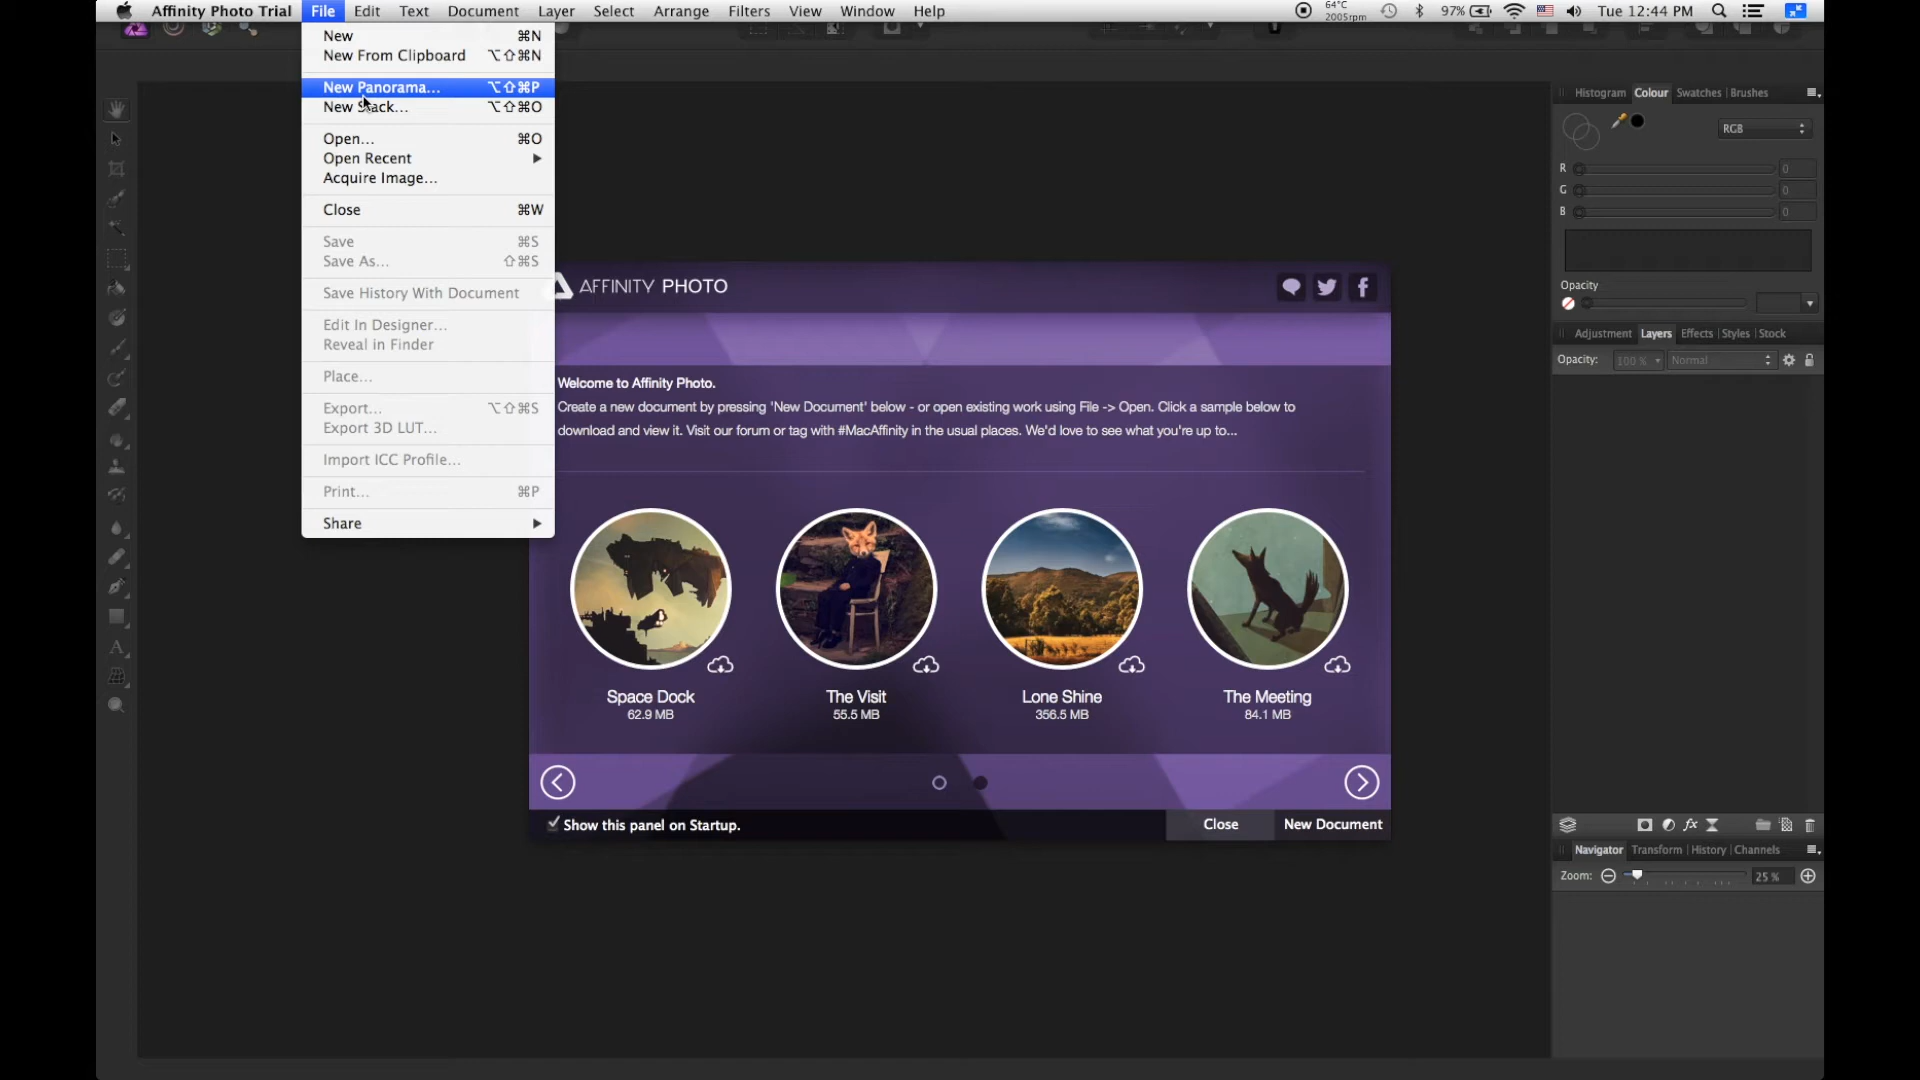 Affinity Photo Trial File Edit Text Document Layer Select Arrange Filters View Window Help 64°C 2005rpm 97% Tue 12:44 PM
New ⌘N
New From Clipboard ⌥⇧⌘N
New Panorama... ⌥⇧⌘P
New Stack... ⌥⇧⌘O
Open... ⌘O
Open Recent
Acquire Image...
Close ⌘W
Save ⌘S
Save As... ⇧⌘S
Save History With Document
Edit In Designer...
Reveal in Finder
Place...
Export... ⌥⇧⌘S
Export 3D LUT...
Import ICC Profile...
Print... ⌘P
Share
AFFINITY PHOTO
Welcome to Affinity Photo.
Create a new document by pressing 'New Document' below - or open existing work using File -> Open. Click a sample below to
download and view it. Visit our forum or tag with #MacAffinity in the usual places. We'd love to see what you're up to...
Space Dock The Visit Lone Shine The Meeting
62.9 MB 55.5 MB 356.5 MB 84.1 MB
Show this panel on Startup. Close New Document
Histogram Colour Swatches Brushes
RGB
R 0
G 0
B 0
Opacity
Adjustment Layers Effects Styles Stock
Opacity: 100 % Normal
Navigator Transform History Channels
Zoom: 25 %